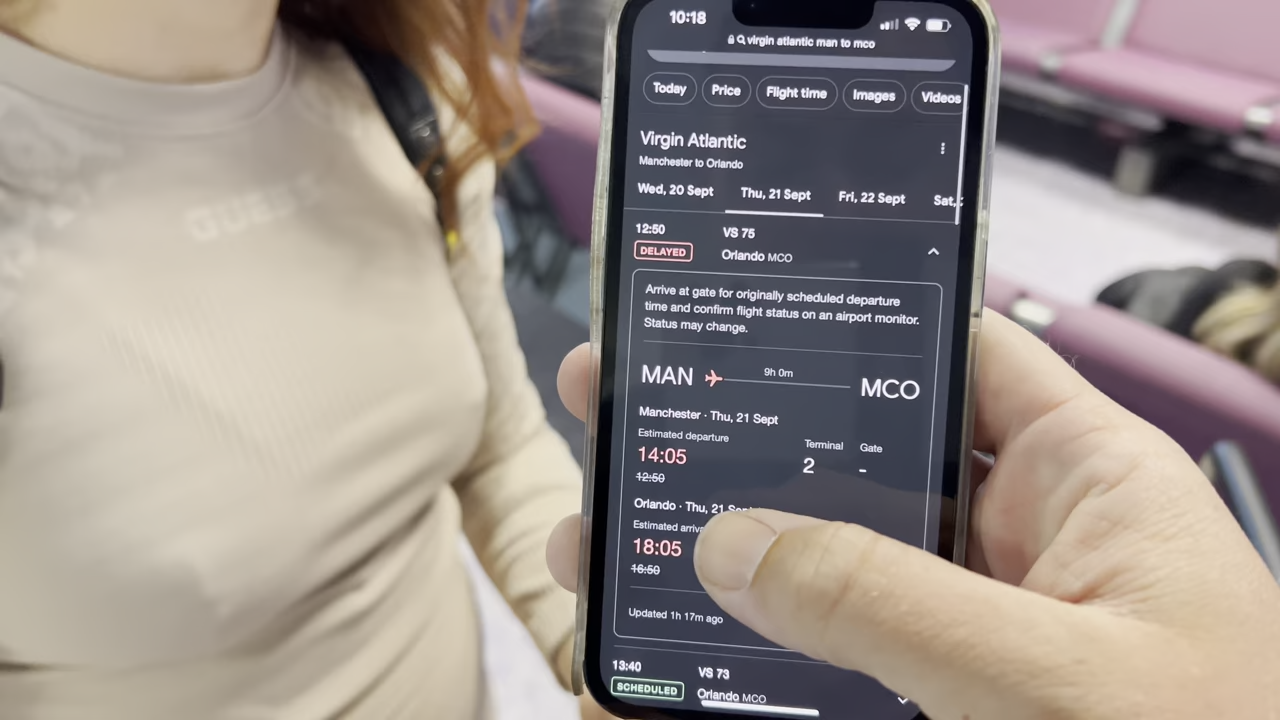 10:18
virgin atlantic man to mco
Today Price Flight time Images Videos
Virgin Atlantic
Manchester to Orlando
Wed, 20 Sept Thu, 21 Sept Fri, 22 Sept Sat,
12:50 VS 75
DELAYED Orlando MCO
Arrive at gate for originally scheduled departure
time and confirm flight status on an airport monitor.
Status may change.
MAN 9h 0m MCO
Manchester · Thu, 21 Sept
Estimated departure Terminal Gate
14:05 2 -
12:50
Orlando · Thu, 21 Sept
Estimated
18:05
16:50
Updated 1h 17m ago
13:40 VS 73
SCHEDULED Orlando MCO